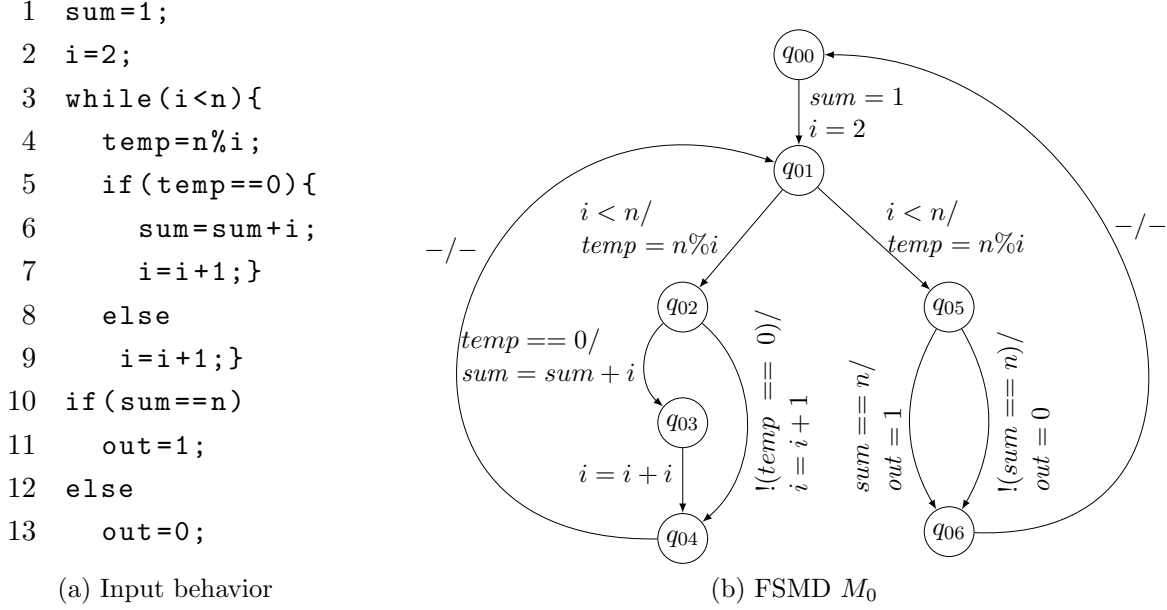 1 sum=1;
2 i=2;
3 while(i<n){
4 temp=n%i;
5 if(temp==0){
6 sum=sum+i;
7 i=i+1;}
8 else
9 i=i+1;}
10 if(sum==n)
11 out=1;
12 else
13 out=0;
(a) Input behavior
q00
sum = 1
i = 2
q01
i < n/
temp = n%i
i < n/
temp = n%i
−/−
−/−
q02
q05
temp == 0/
sum = sum + i
!(temp == 0)/
i = i + 1
sum == n/
out = 1
!(sum == n)/
out = 0
q03
i = i + i
q04
q06
(b) FSMD M0